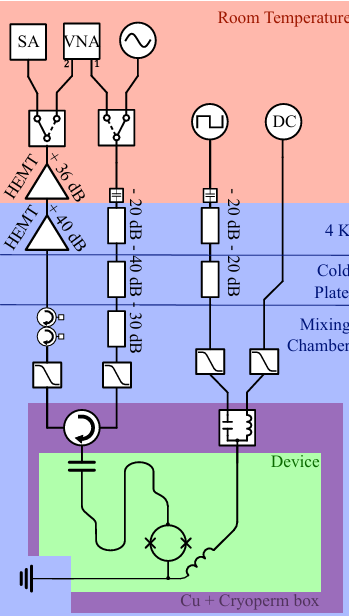 Room Temperature
SA
VNA
2
1
DC
HEMT
+ 36 dB
HEMT
+ 40 dB
- 20 dB - 40 dB - 30 dB
- 20 dB - 20 dB
4 K
Cold
Plate
Mixing
Chamber
Device
Cu + Cryoperm box